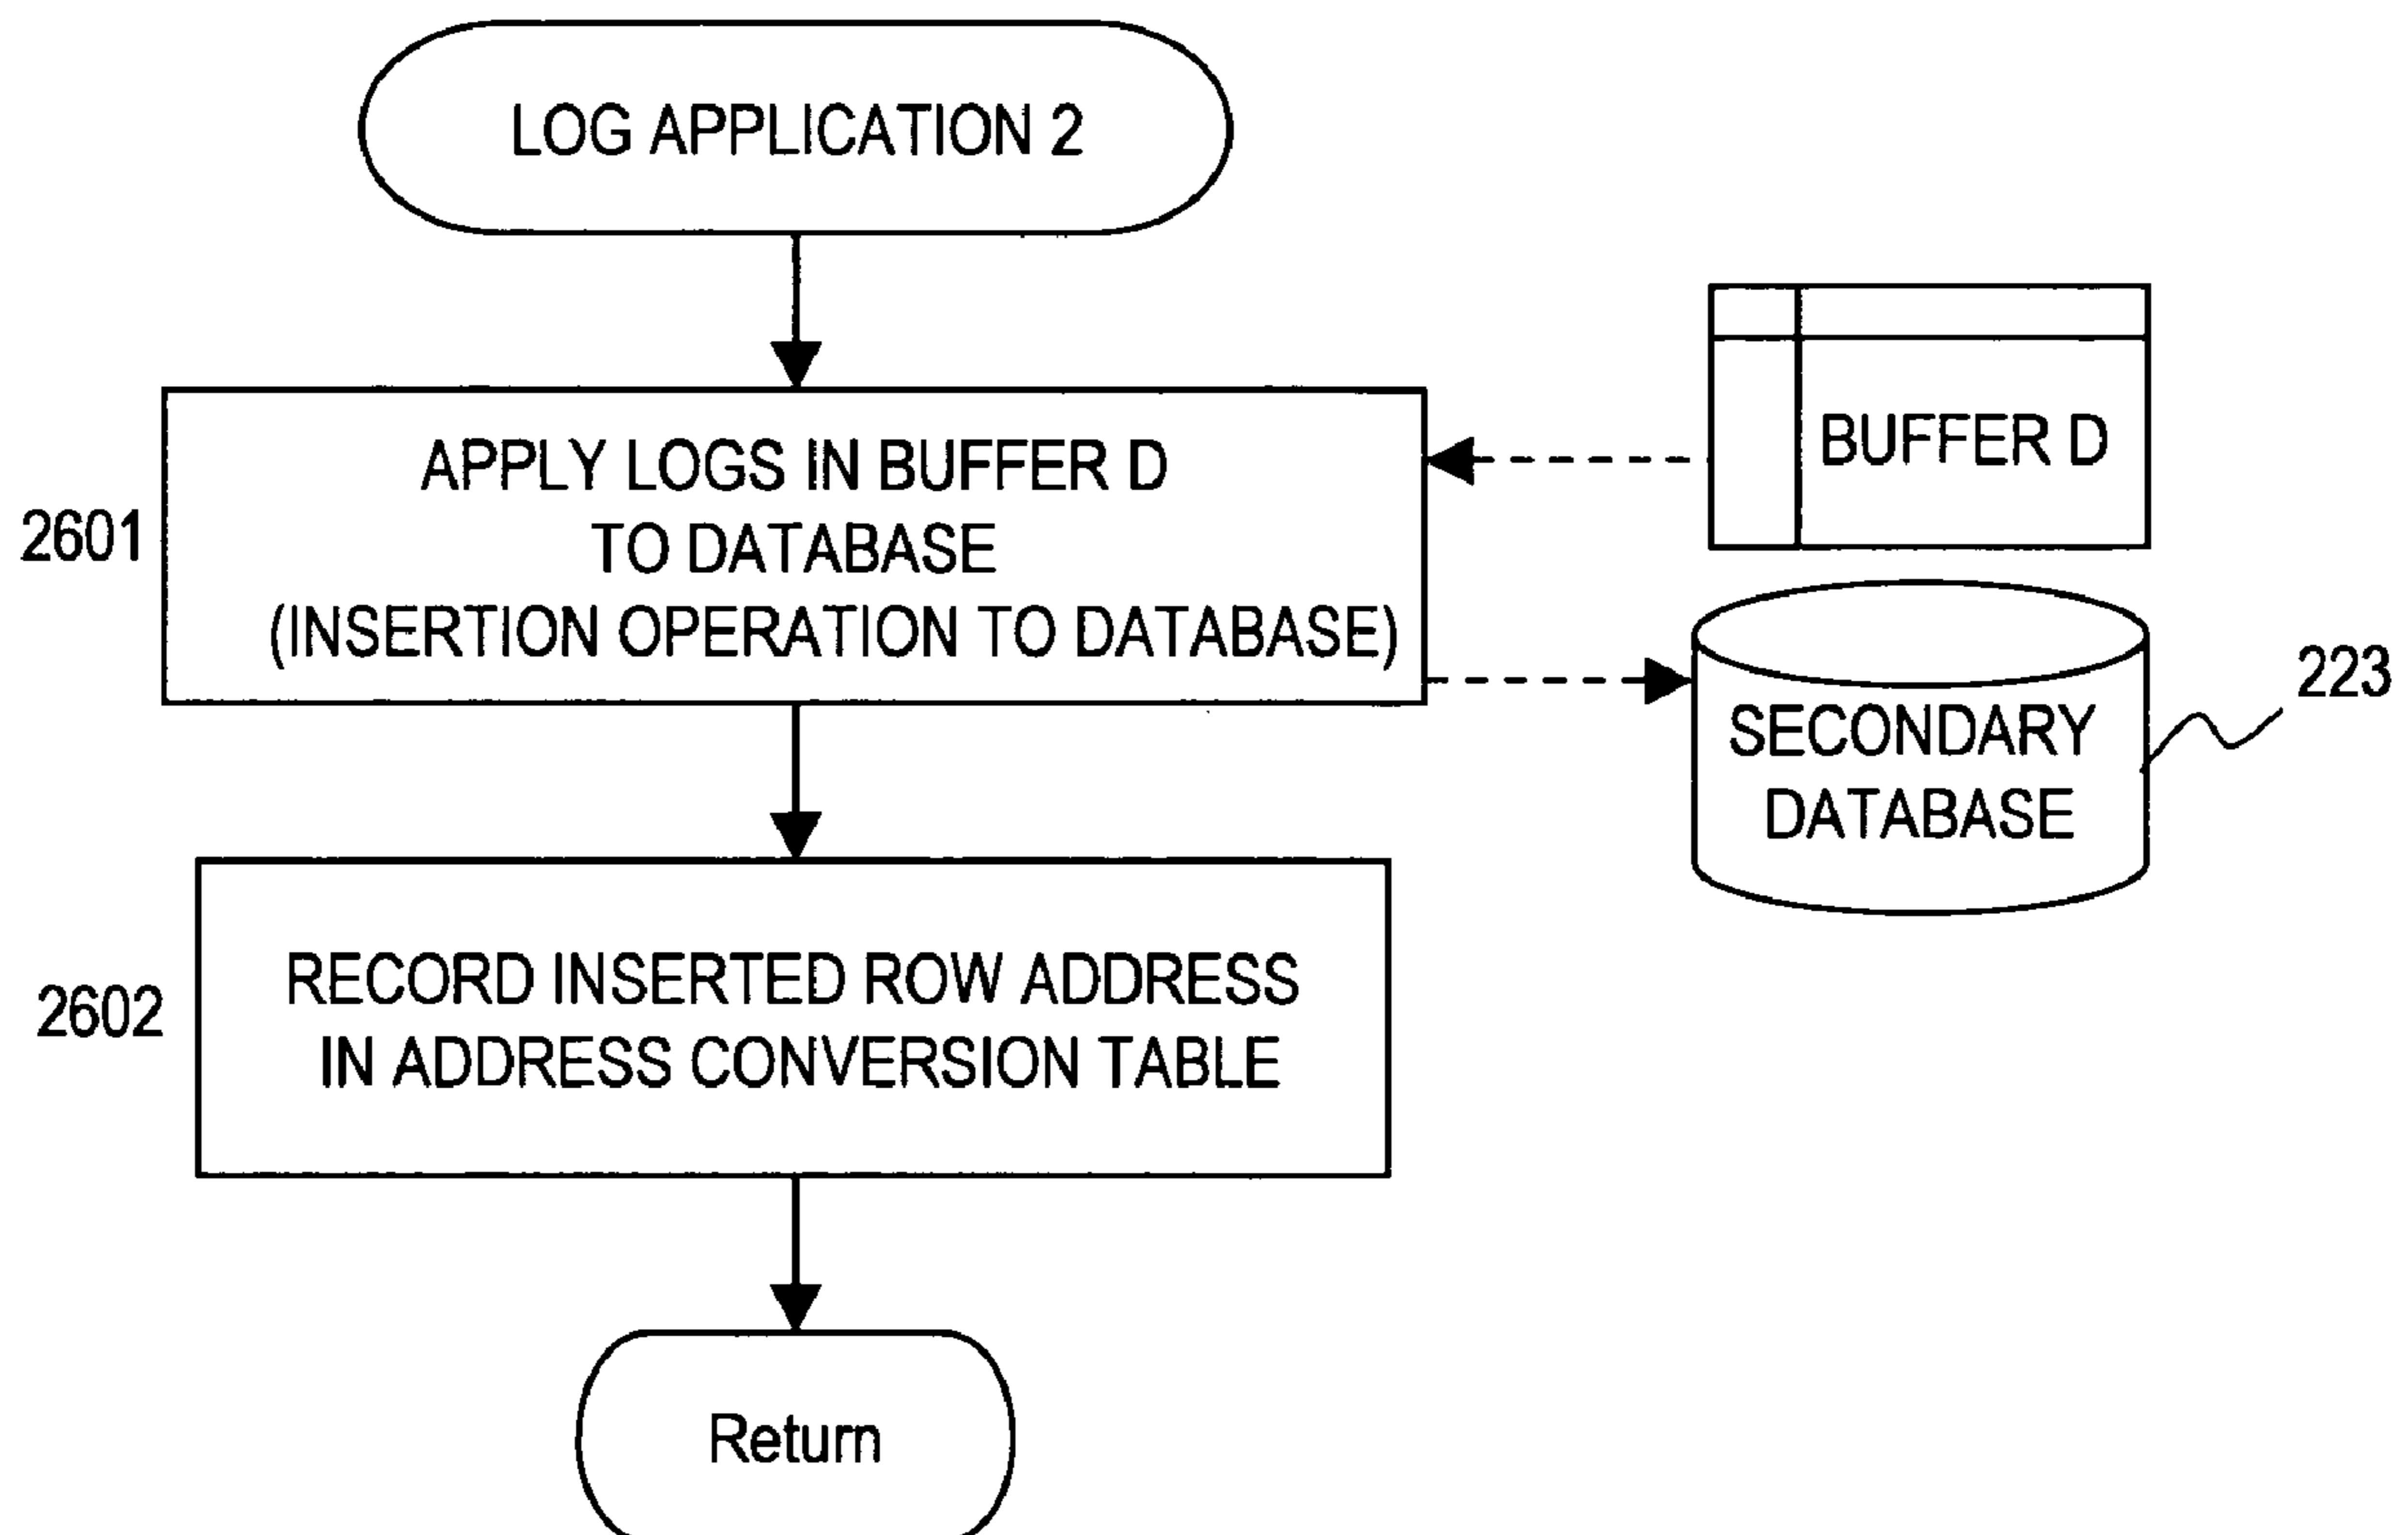 LOG APPLICATION 2
2601
APPLY LOGS IN BUFFER D
TO DATABASE
(INSERTION OPERATION TO DATABASE)
BUFFER D
SECONDARY
DATABASE
223
2602
RECORD INSERTED ROW ADDRESS
IN ADDRESS CONVERSION TABLE
Return